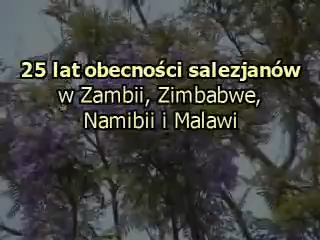 25 lat obecności salezjanów
w Zambii, Zimbabwe,
Namibii i Malawi